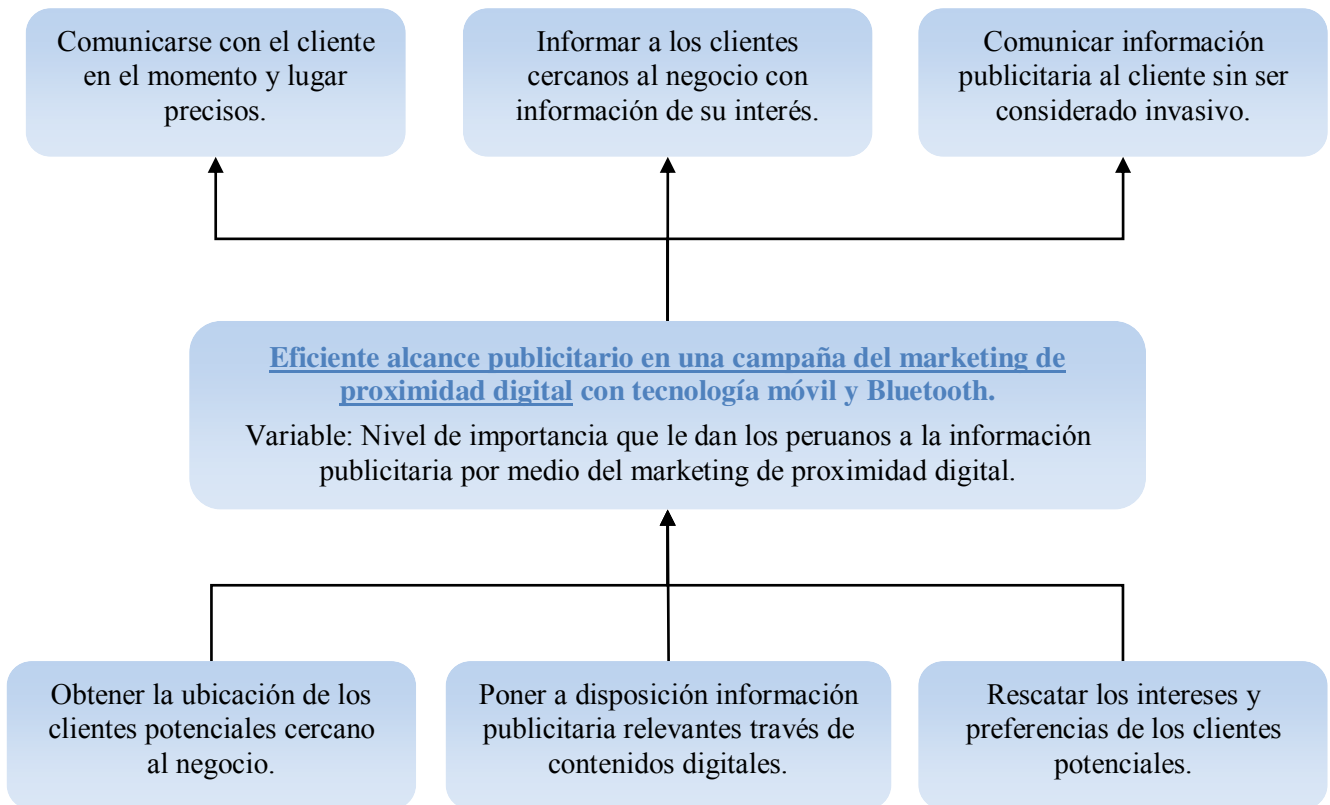 Comunicarse con el cliente
en el momento y lugar
precisos.
Informar a los clientes
cercanos al negocio con
información de su interés.
Comunicar información
publicitaria al cliente sin ser
considerado invasivo.
Eficiente alcance publicitario en una campaña del marketing de
proximidad digital con tecnología móvil y Bluetooth.
Variable: Nivel de importancia que le dan los peruanos a la información
publicitaria por medio del marketing de proximidad digital.
Obtener la ubicación de los
clientes potenciales cercano
al negocio.
Poner a disposición información
publicitaria relevantes través de
contenidos digitales.
Rescatar los intereses y
preferencias de los clientes
potenciales.